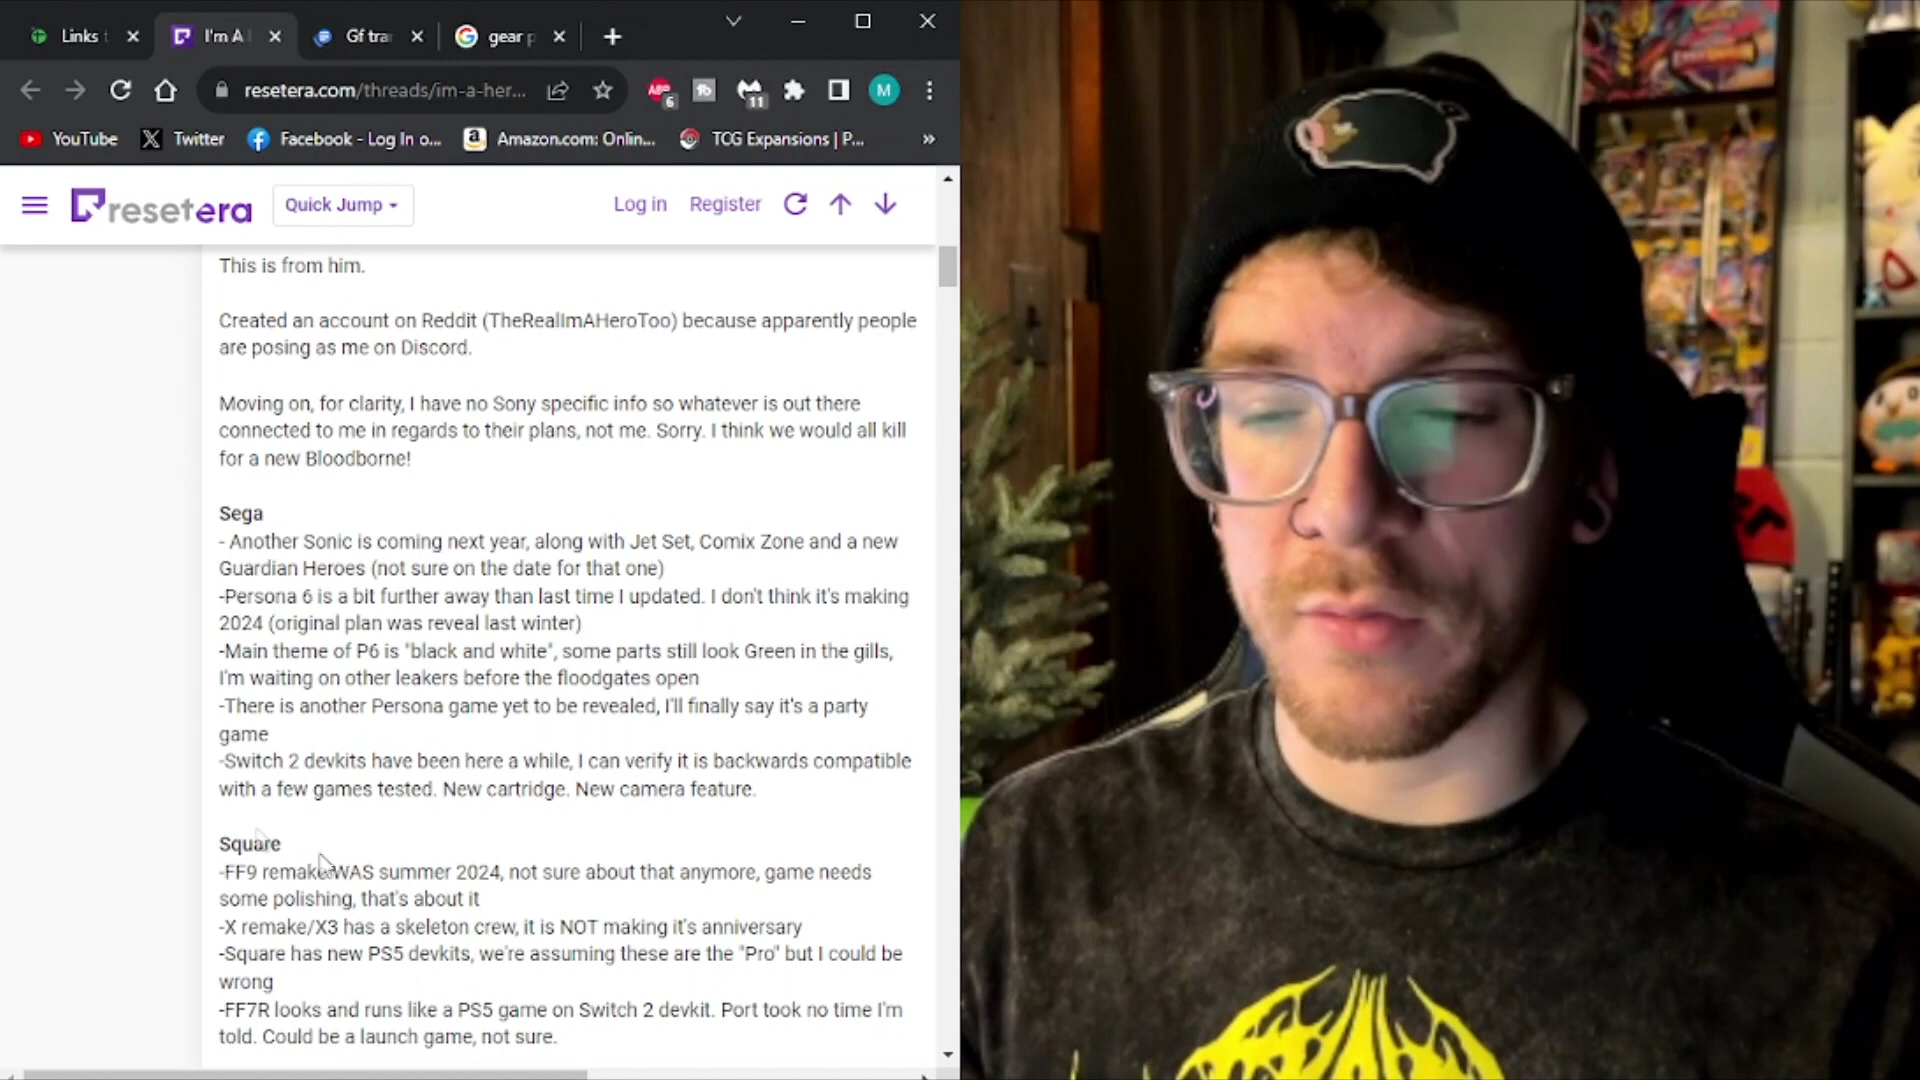 Links
I'm A
Gf tra
gear p
resetera.com/threads/im-a-her...
ABP
6
11
M
YouTube
Twitter
Facebook - Log In o...
Amazon.com: Onlin...
TCG Expansions | P...
»
resetera
Quick Jump
Log in
Register
This is from him.
Created an account on Reddit (TheRealImAHeroToo) because apparently people
are posing as me on Discord.
Moving on, for clarity, I have no Sony specific info so whatever is out there
connected to me in regards to their plans, not me. Sorry. I think we would all kill
for a new Bloodborne!
Sega
- Another Sonic is coming next year, along with Jet Set, Comix Zone and a new
Guardian Heroes (not sure on the date for that one)
-Persona 6 is a bit further away than last time I updated. I don't think it's making
2024 (original plan was reveal last winter)
-Main theme of P6 is "black and white", some parts still look Green in the gills,
I'm waiting on other leakers before the floodgates open
-There is another Persona game yet to be revealed, I'll finally say it's a party
game
-Switch 2 devkits have been here a while, I can verify it is backwards compatible
with a few games tested. New cartridge. New camera feature.
Square
-FF9 remake WAS summer 2024, not sure about that anymore, game needs
some polishing, that's about it
-X remake/X3 has a skeleton crew, it is NOT making it's anniversary
-Square has new PS5 devkits, we're assuming these are the "Pro" but I could be
wrong
-FF7R looks and runs like a PS5 game on Switch 2 devkit. Port took no time I'm
told. Could be a launch game, not sure.